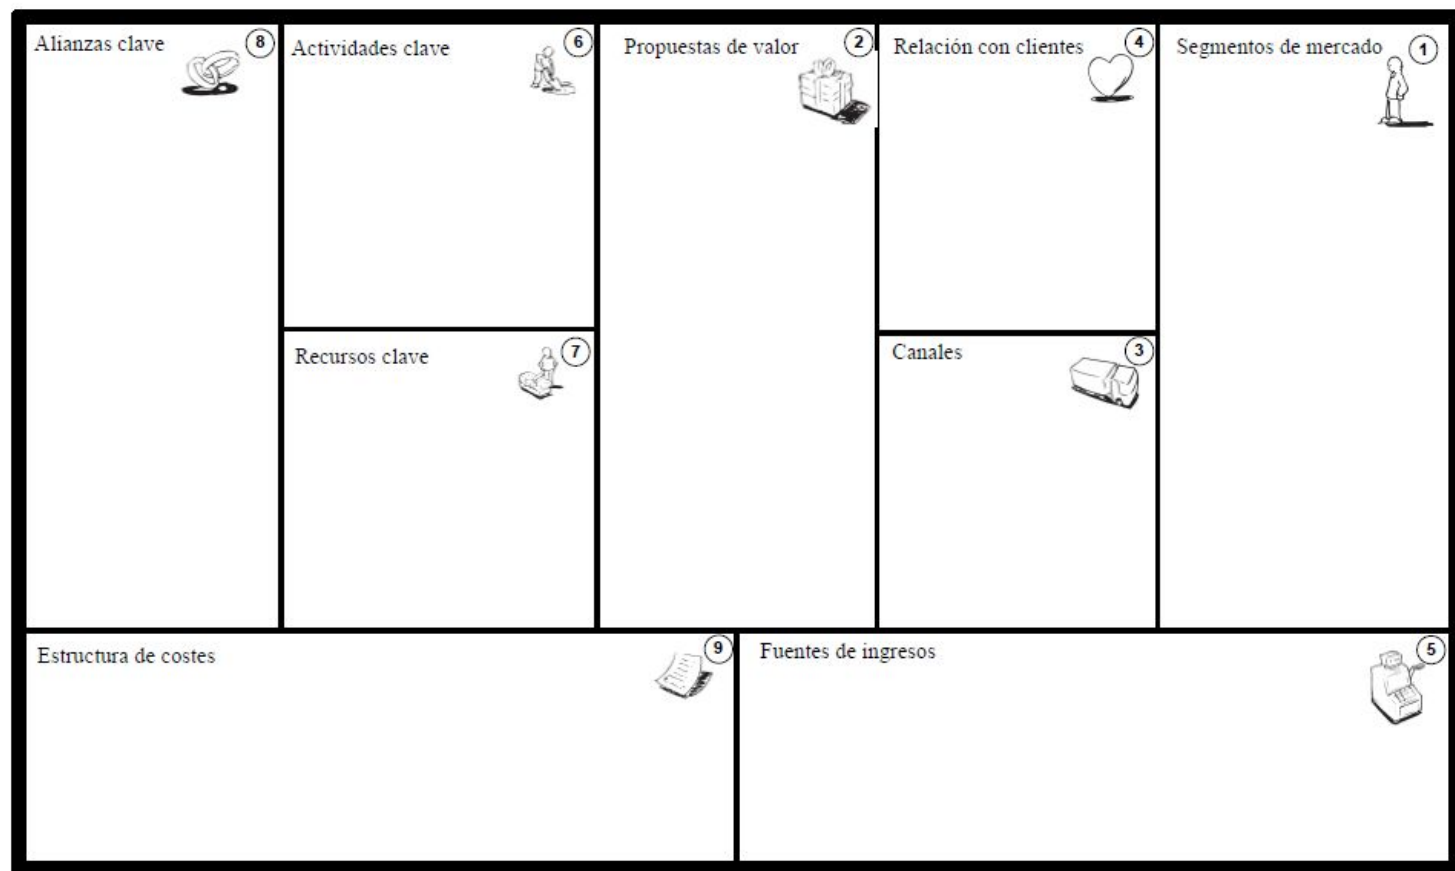 Alianzas clave
8
Actividades clave
6
Propuestas de valor
2
Relación con clientes
4
Segmentos de mercado
1
Recursos clave
7
Canales
3
Estructura de costes
9
Fuentes de ingresos
5